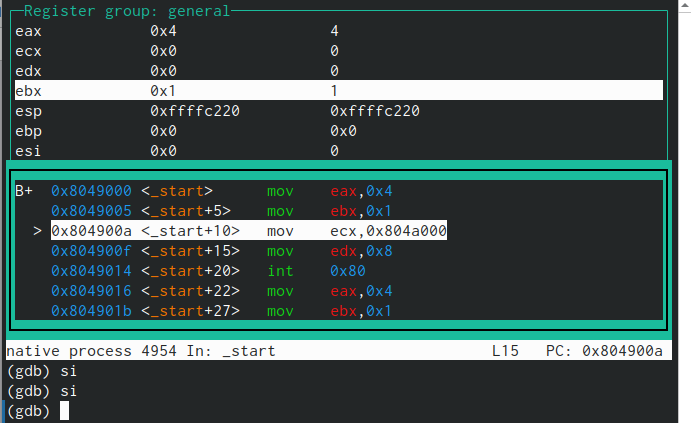 Register group: general
eax 0x4 4
ecx 0x0 0
edx 0x0 0
ebx 0x1 1
esp 0xffffc220 0xffffc220
ebp 0x0 0x0
esi 0x0 0
B+ 0x8049000 <_start> mov eax,0x4
0x8049005 <_start+5> mov ebx,0x1
> 0x804900a <_start+10> mov ecx,0x804a000
0x804900f <_start+15> mov edx,0x8
0x8049014 <_start+20> int 0x80
0x8049016 <_start+22> mov eax,0x4
0x804901b <_start+27> mov ebx,0x1
native process 4954 In: _start L15 PC: 0x804900a
(gdb) si
(gdb) si
(gdb)